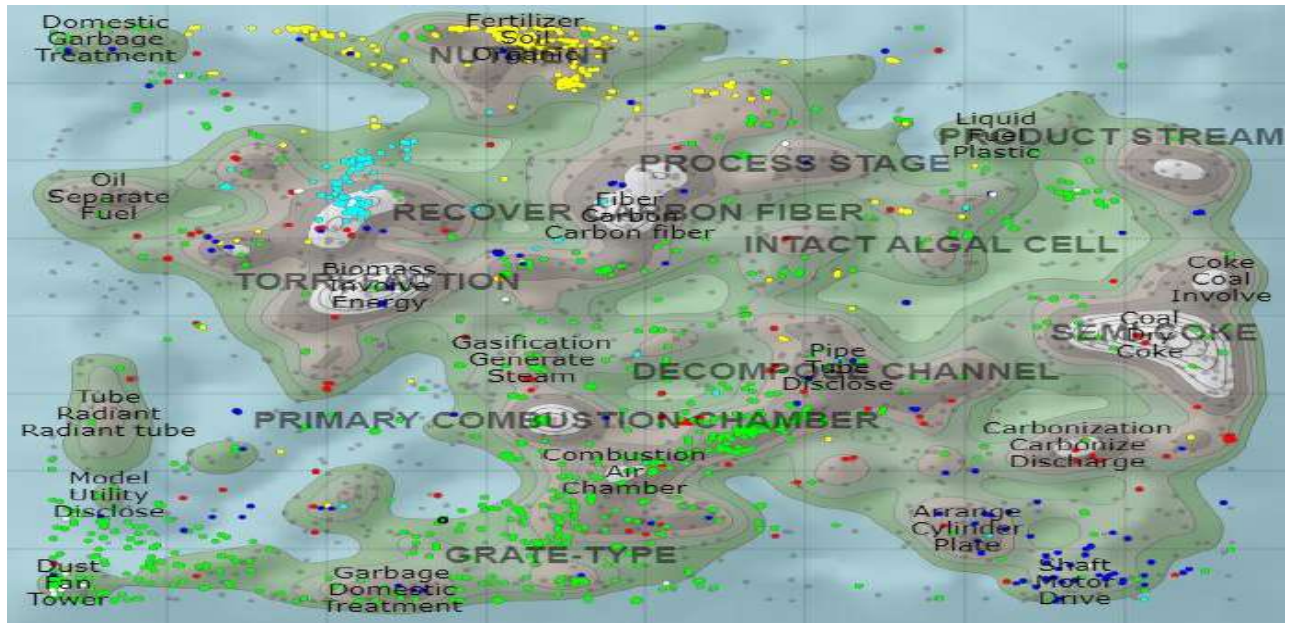 Domestic
Garbage
Treatment
Fertilizer
Soil
Organic
NUTRIENT
Liquid
Fuel
Plastic
PRODUCT STREAM
PROCESS STAGE
Oil
Separate
Fuel
RECOVER CARBON FIBER
Fiber
Carbon
Carbon fiber
INTACT ALGAL CELL
TORREFACTION
Biomass
Involve
Energy
Coke
Coal
Involve
SEMI-COKE
Coal
Dry
Coke
Gasification
Generate
Steam
DECOMPOSE CHANNEL
Pipe
Tube
Disclose
Tube
Radiant
Radiant tube
PRIMARY COMBUSTION CHAMBER
Carbonization
Carbonize
Discharge
Combustion
Air
Chamber
Model
Utility
Disclose
Arrange
Cylinder
Plate
GRATE-TYPE
Dust
Fan
Tower
Garbage
Domestic
Treatment
Shaft
Motor
Drive